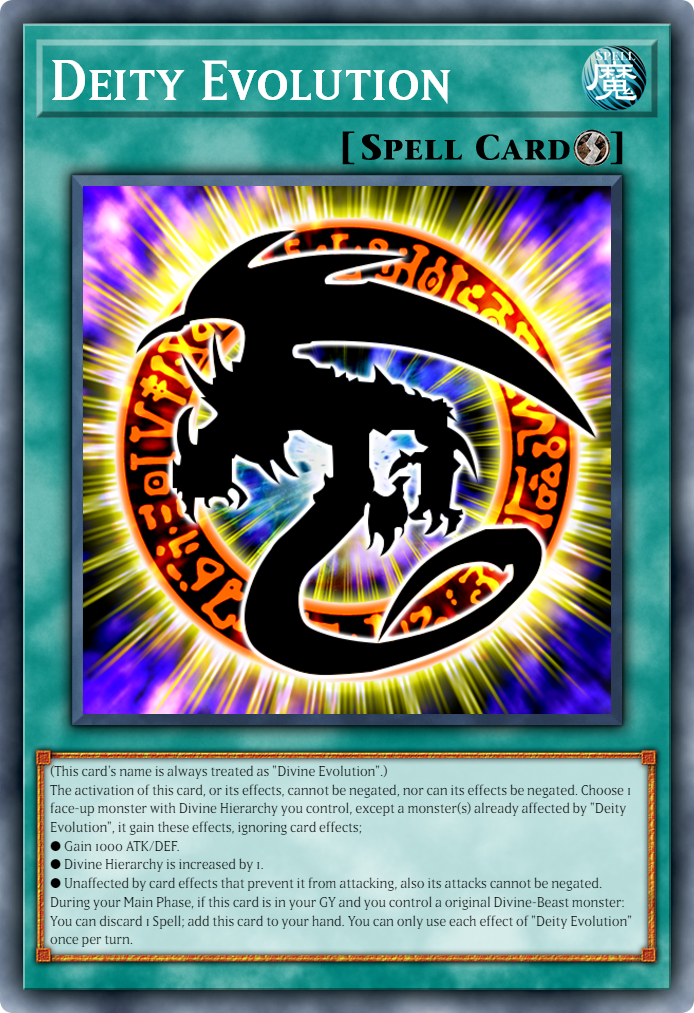 Deity Evolution
SPELL
魔
[Spell Card]
(This card's name is always treated as "Divine Evolution".)
The activation of this card, or its effects, cannot be negated, nor can its effects be negated. Choose 1
face-up monster with Divine Hierarchy you control, except a monster(s) already affected by "Deity
Evolution", it gain these effects, ignoring card effects;
● Gain 1000 ATK/DEF.
● Divine Hierarchy is increased by 1.
● Unaffected by card effects that prevent it from attacking, also its attacks cannot be negated.
During your Main Phase, if this card is in your GY and you control a original Divine-Beast monster:
You can discard 1 Spell; add this card to your hand. You can only use each effect of "Deity Evolution"
once per turn.